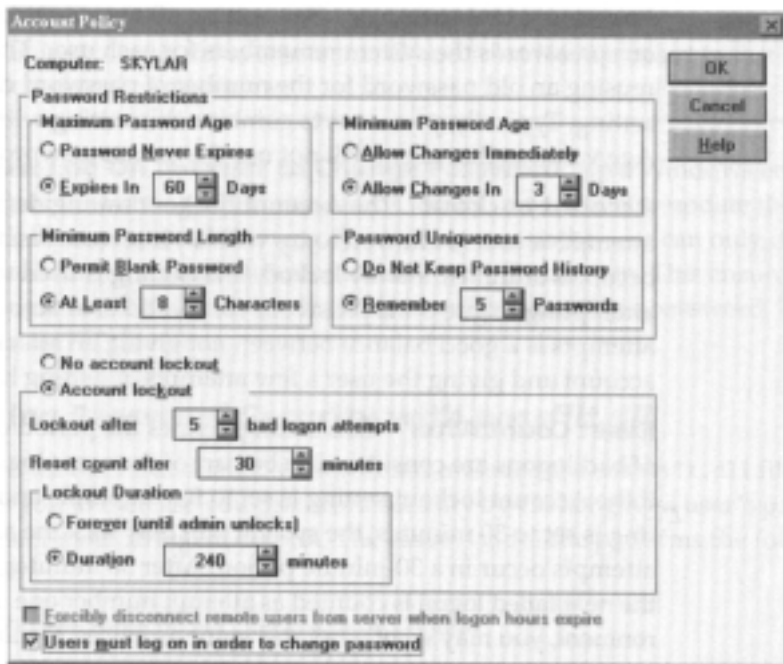 Account Policy
Computer: SKYLAR
OK
Cancel
Help
Password Restrictions
Maximum Password Age
Password Never Expires
Expires In 60 Days
Minimum Password Age
Allow Changes Immediately
Allow Changes In 3 Days
Minimum Password Length
Permit Blank Password
At Least 8 Characters
Password Uniqueness
Do Not Keep Password History
Remember 5 Passwords
No account lockout
Account lockout
Lockout after 5 bad logon attempts
Reset count after 30 minutes
Lockout Duration
Forever (until admin unlocks)
Duration 240 minutes
Forcibly disconnect remote users from server when logon hours expire
Users must log on in order to change password